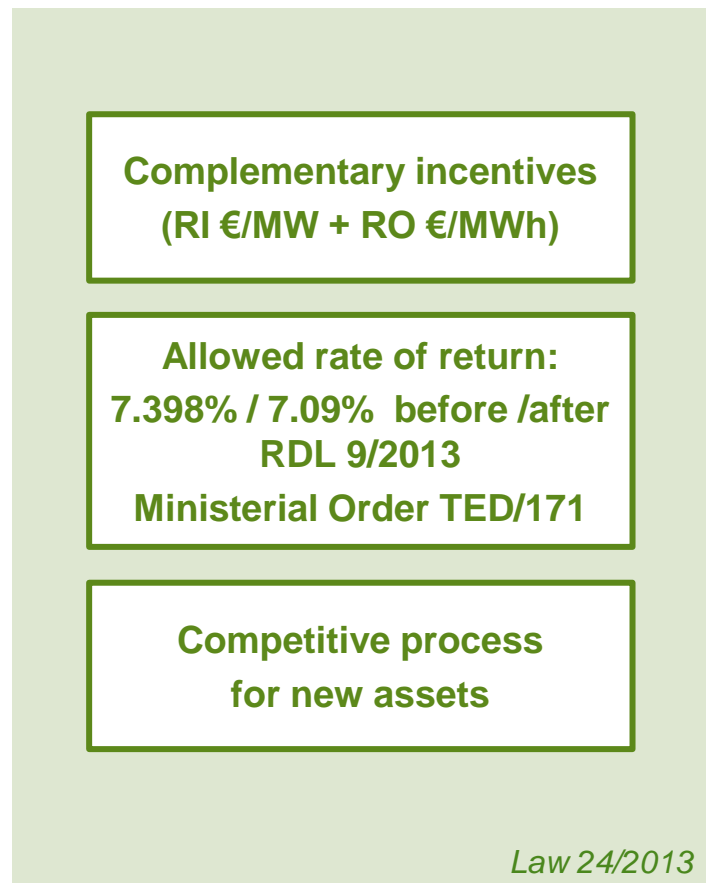 Complementary incentives
(RI €/MW + RO €/MWh)
Allowed rate of return:
7.398% / 7.09%  before /after
RDL 9/2013
Ministerial Order TED/171
Competitive process
for new assets
Law 24/2013